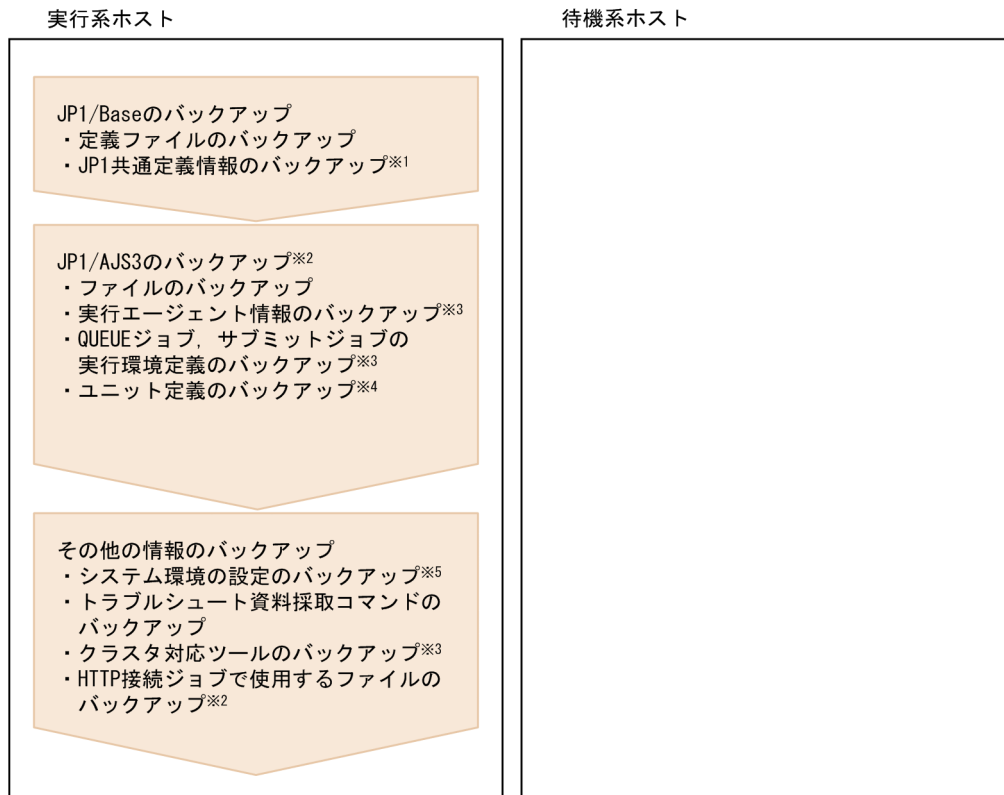 実行系ホスト
待機系ホスト
JP1/Baseのバックアップ
・定義ファイルのバックアップ
・JP1共通定義情報のバックアップ※1
JP1/AJS3のバックアップ※2
・ファイルのバックアップ
・実行エージェント情報のバックアップ※3
・QUEUEジョブ，サブミットジョブの
実行環境定義のバックアップ※3
・ユニット定義のバックアップ※4
その他の情報のバックアップ
・システム環境の設定のバックアップ※5
・トラブルシュート資料採取コマンドの
バックアップ
・クラスタ対応ツールのバックアップ※3
・HTTP接続ジョブで使用するファイルの
バックアップ※2